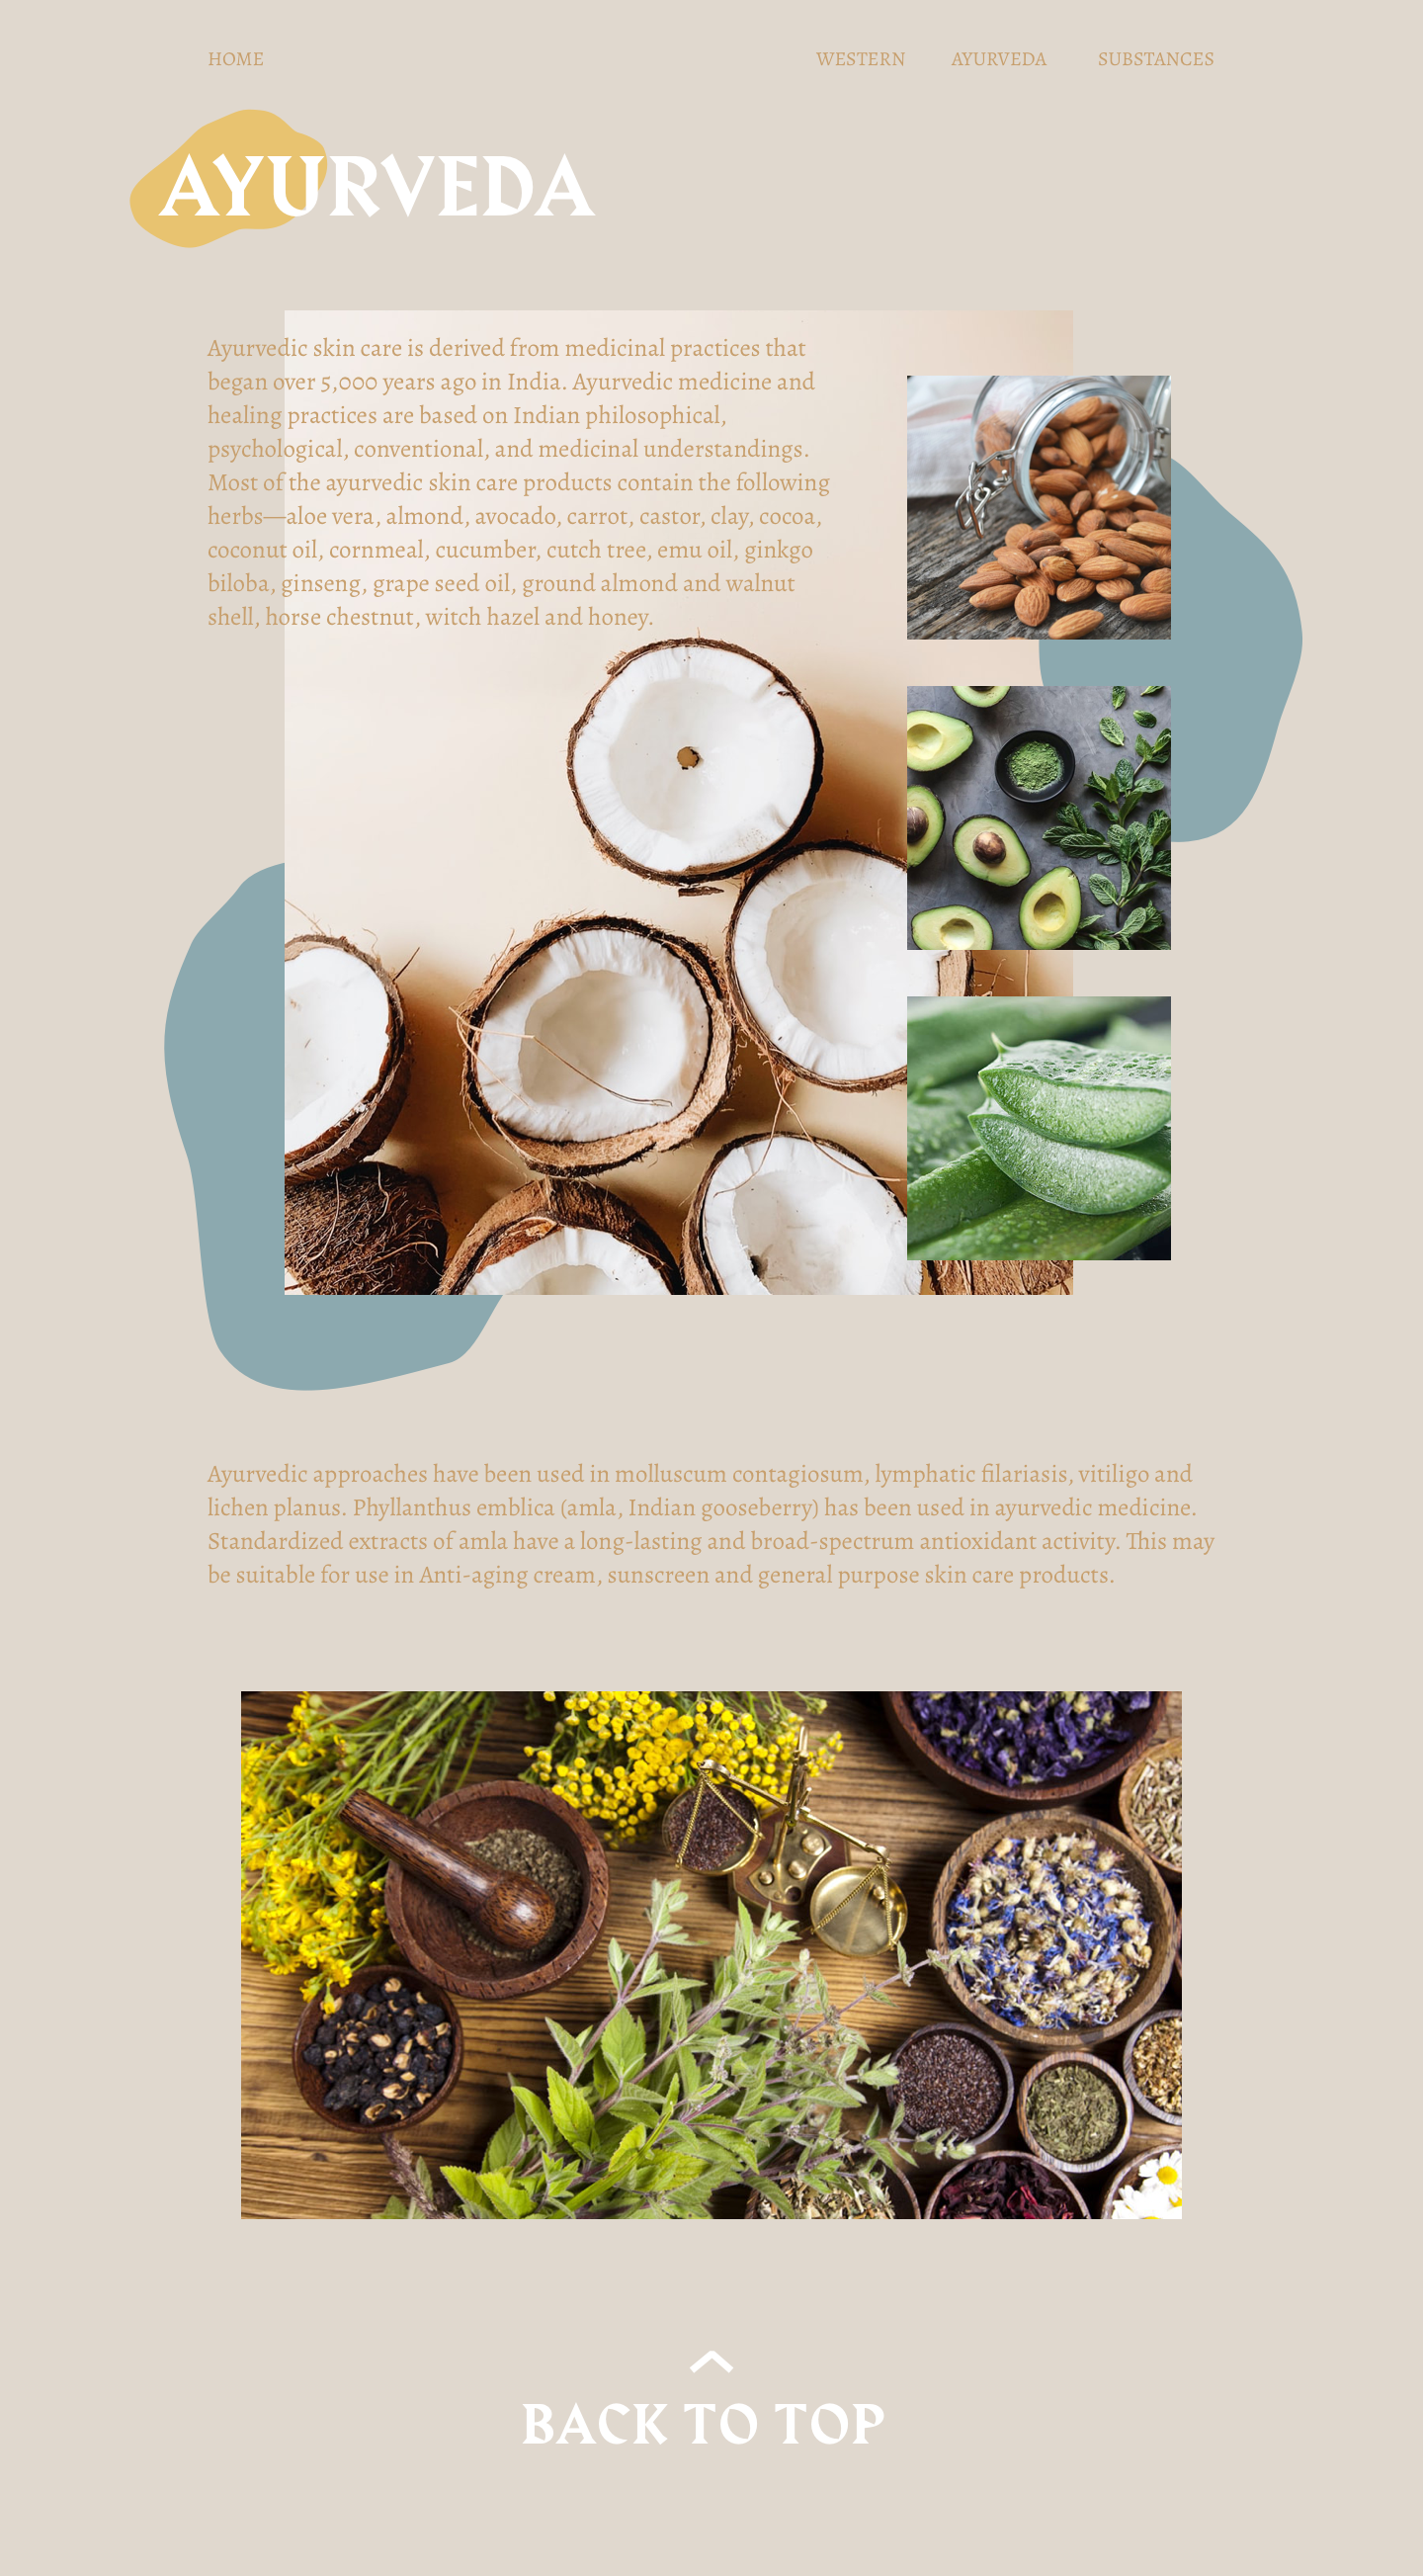 HOME
WESTERN AYURVEDA SUBSTANCES
AYURVEDA
Ayurvedic skin care is derived from medicinal practices that
began over 5,000 years ago in India. Ayurvedic medicine and
healing practices are based on Indian philosophical,
psychological, conventional, and medicinal understandings.
Most of the ayurvedic skin care products contain the following
herbs—aloe vera, almond, avocado, carrot, castor, clay, cocoa,
coconut oil, cornmeal, cucumber, cutch tree, emu oil, ginkgo
biloba, ginseng, grape seed oil, ground almond and walnut
shell, horse chestnut, witch hazel and honey.
Ayurvedic approaches have been used in molluscum contagiosum, lymphatic filariasis, vitiligo and
lichen planus. Phyllanthus emblica (amla, Indian gooseberry) has been used in ayurvedic medicine.
Standardized extracts of amla have a long-lasting and broad-spectrum antioxidant activity. This may
be suitable for use in Anti-aging cream, sunscreen and general purpose skin care products.
BACK TO TOP